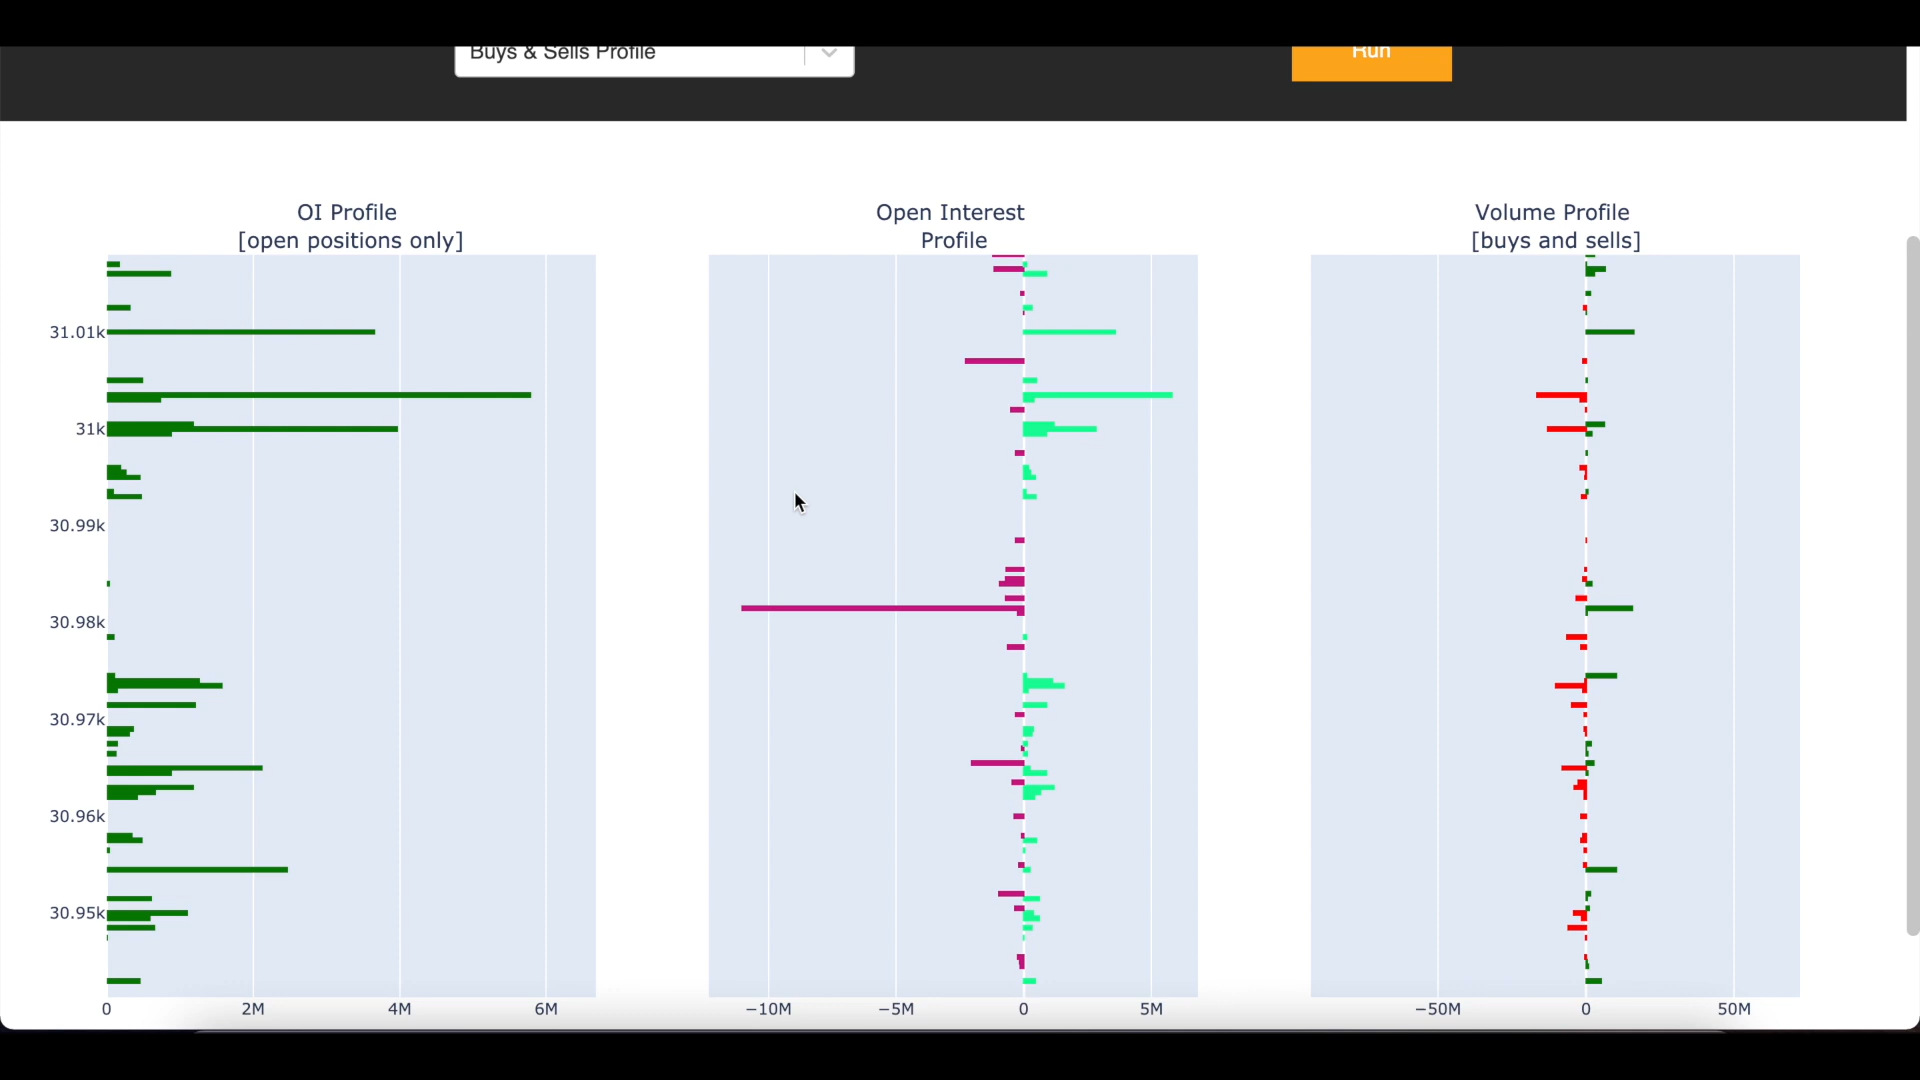 Buys & Sells Profile
Run
OI Profile
[open positions only]
Open Interest
Profile
Volume Profile
[buys and sells]
31.01k
31k
30.99k
30.98k
30.97k
30.96k
30.95k
0 2M 4M 6M
−10M −5M 0 5M
−50M 0 50M